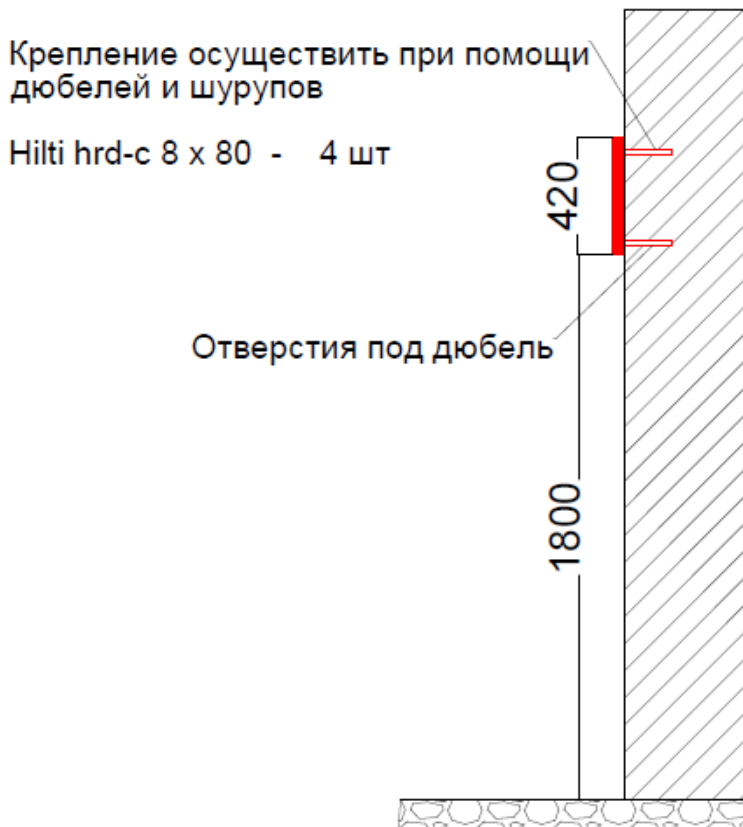 Крепление осуществить при помощи
дюбелей и шурупов
Hilti hrd-c 8 x 80 - 4 шт
420
Отверстия под дюбель
1800